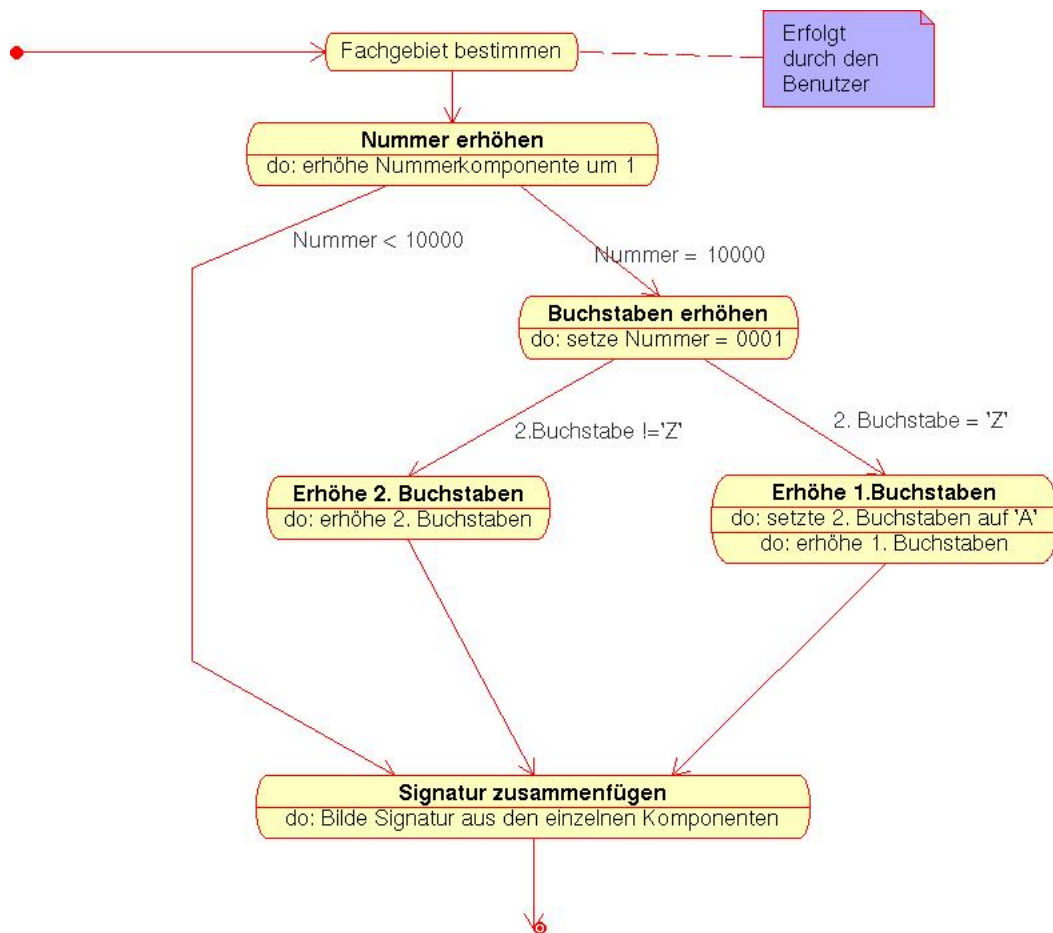 Fachgebiet bestimmen
Erfolgt
durch den
Benutzer
Nummer erhöhen
do: erhöhe Nummerkomponente um 1
Nummer < 10000
Nummer = 10000
Buchstaben erhöhen
do: setze Nummer = 0001
2.Buchstabe !='Z'
2. Buchstabe = 'Z'
Erhöhe 2. Buchstaben
do: erhöhe 2. Buchstaben
Erhöhe 1.Buchstaben
do: setzte 2. Buchstaben auf 'A'
do: erhöhe 1. Buchstaben
Signatur zusammenfügen
do: Bilde Signatur aus den einzelnen Komponenten